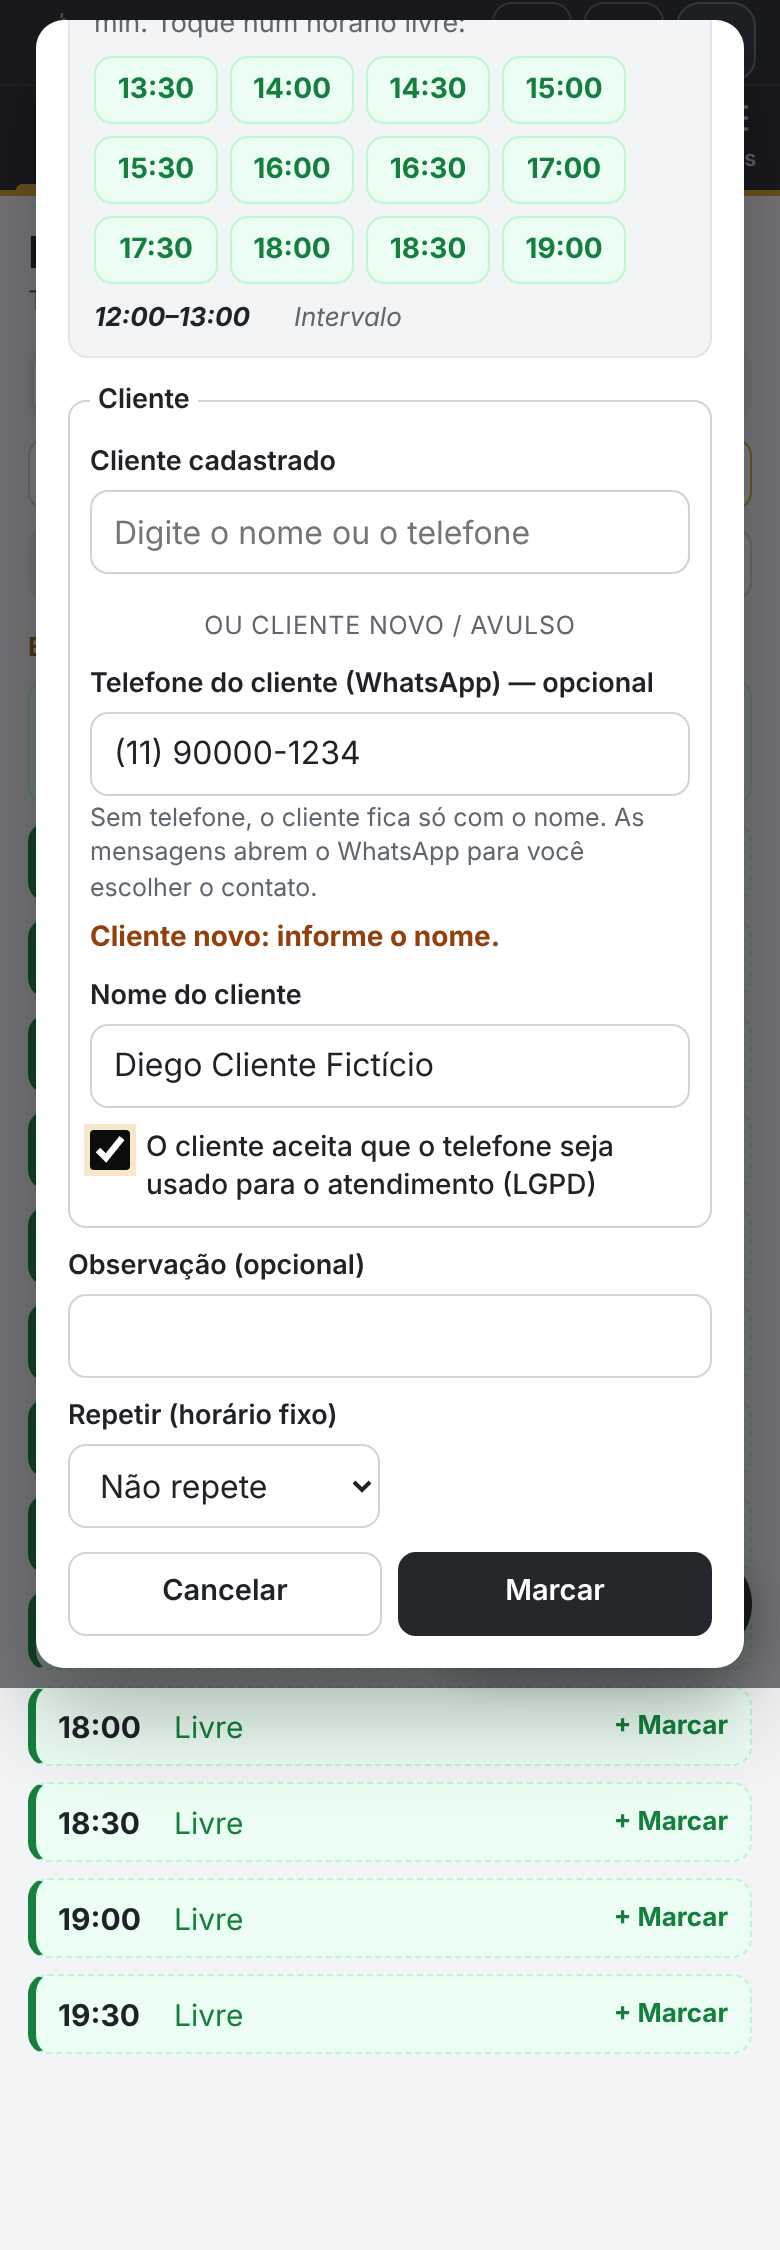 min. Toque num horário livre:
13:30 14:00 14:30 15:00
15:30 16:00 16:30 17:00
17:30 18:00 18:30 19:00
12:00–13:00 Intervalo
Cliente
Cliente cadastrado
Digite o nome ou o telefone
OU CLIENTE NOVO / AVULSO
Telefone do cliente (WhatsApp) — opcional
(11) 90000-1234
Sem telefone, o cliente fica só com o nome. As
mensagens abrem o WhatsApp para você
escolher o contato.
Cliente novo: informe o nome.
Nome do cliente
Diego Cliente Fictício
O cliente aceita que o telefone seja
usado para o atendimento (LGPD)
Observação (opcional)
Repetir (horário fixo)
Não repete
Cancelar Marcar
18:00 Livre + Marcar
18:30 Livre + Marcar
19:00 Livre + Marcar
19:30 Livre + Marcar